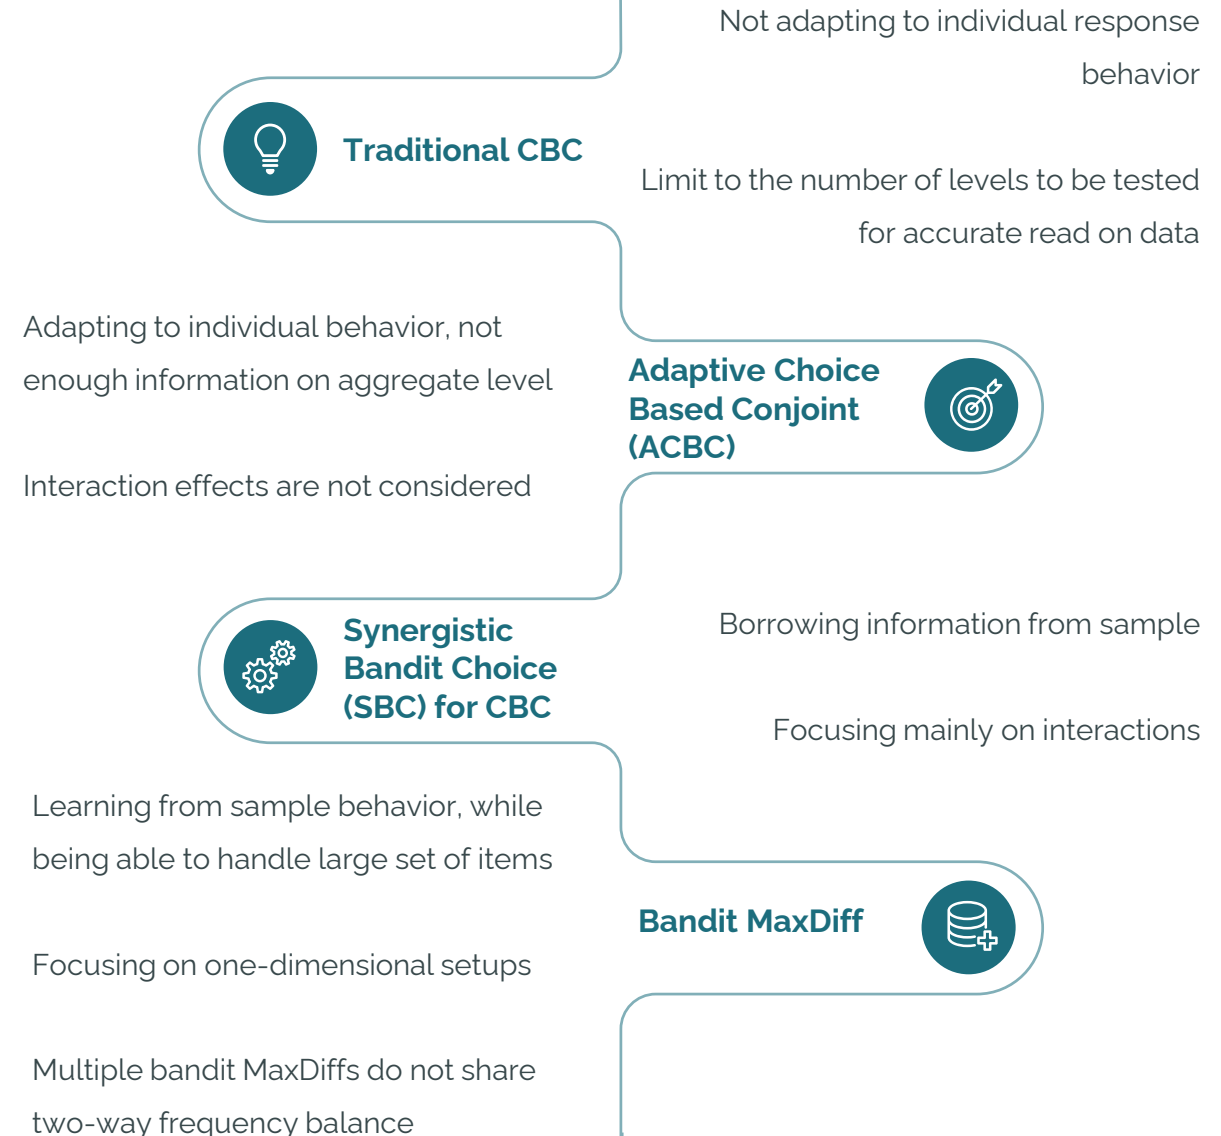 Not adapting to individual response
behavior
Traditional CBC
Limit to the number of levels to be tested
for accurate read on data
Adapting to individual behavior, not
enough information on aggregate level
Interaction effects are not considered
Adaptive Choice
Based Conjoint
(ACBC)
Synergistic
Bandit Choice
(SBC) for CBC
Borrowing information from sample
Focusing mainly on interactions
Learning from sample behavior, while
being able to handle large set of items
Focusing on one-dimensional setups
Multiple bandit MaxDiffs do not share
two-way frequency balance
Bandit MaxDiff